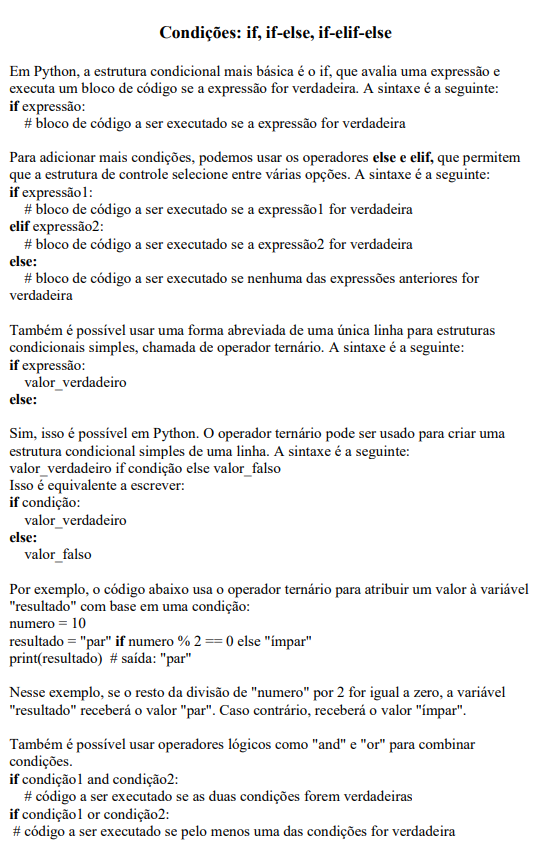 Condições: if, if-else, if-elif-else
Em Python, a estrutura condicional mais básica é o if, que avalia uma expressão e
executa um bloco de código se a expressão for verdadeira. A sintaxe é a seguinte:
if expressão:
# bloco de código a ser executado se a expressão for verdadeira
Para adicionar mais condições, podemos usar os operadores else e elif, que permitem
que a estrutura de controle selecione entre várias opções. A sintaxe é a seguinte:
if expressão1:
# bloco de código a ser executado se a expressão1 for verdadeira
elif expressão2:
# bloco de código a ser executado se a expressão2 for verdadeira
else:
# bloco de código a ser executado se nenhuma das expressões anteriores for
verdadeira
Também é possível usar uma forma abreviada de uma única linha para estruturas
condicionais simples, chamada de operador ternário. A sintaxe é a seguinte:
if expressão:
valor_verdadeiro
else:
Sim, isso é possível em Python. O operador ternário pode ser usado para criar uma
estrutura condicional simples de uma linha. A sintaxe é a seguinte:
valor_verdadeiro if condição else valor_falso
Isso é equivalente a escrever:
if condição:
valor_verdadeiro
else:
valor_falso
Por exemplo, o código abaixo usa o operador ternário para atribuir um valor à variável
"resultado" com base em uma condição:
numero = 10
resultado = "par" if numero % 2 == 0 else "ímpar"
print(resultado)  # saída: "par"
Nesse exemplo, se o resto da divisão de "numero" por 2 for igual a zero, a variável
"resultado" receberá o valor "par". Caso contrário, receberá o valor "ímpar".
Também é possível usar operadores lógicos como "and" e "or" para combinar
condições.
if condição1 and condição2:
# código a ser executado se as duas condições forem verdadeiras
if condição1 or condição2:
# código a ser executado se pelo menos uma das condições for verdadeira